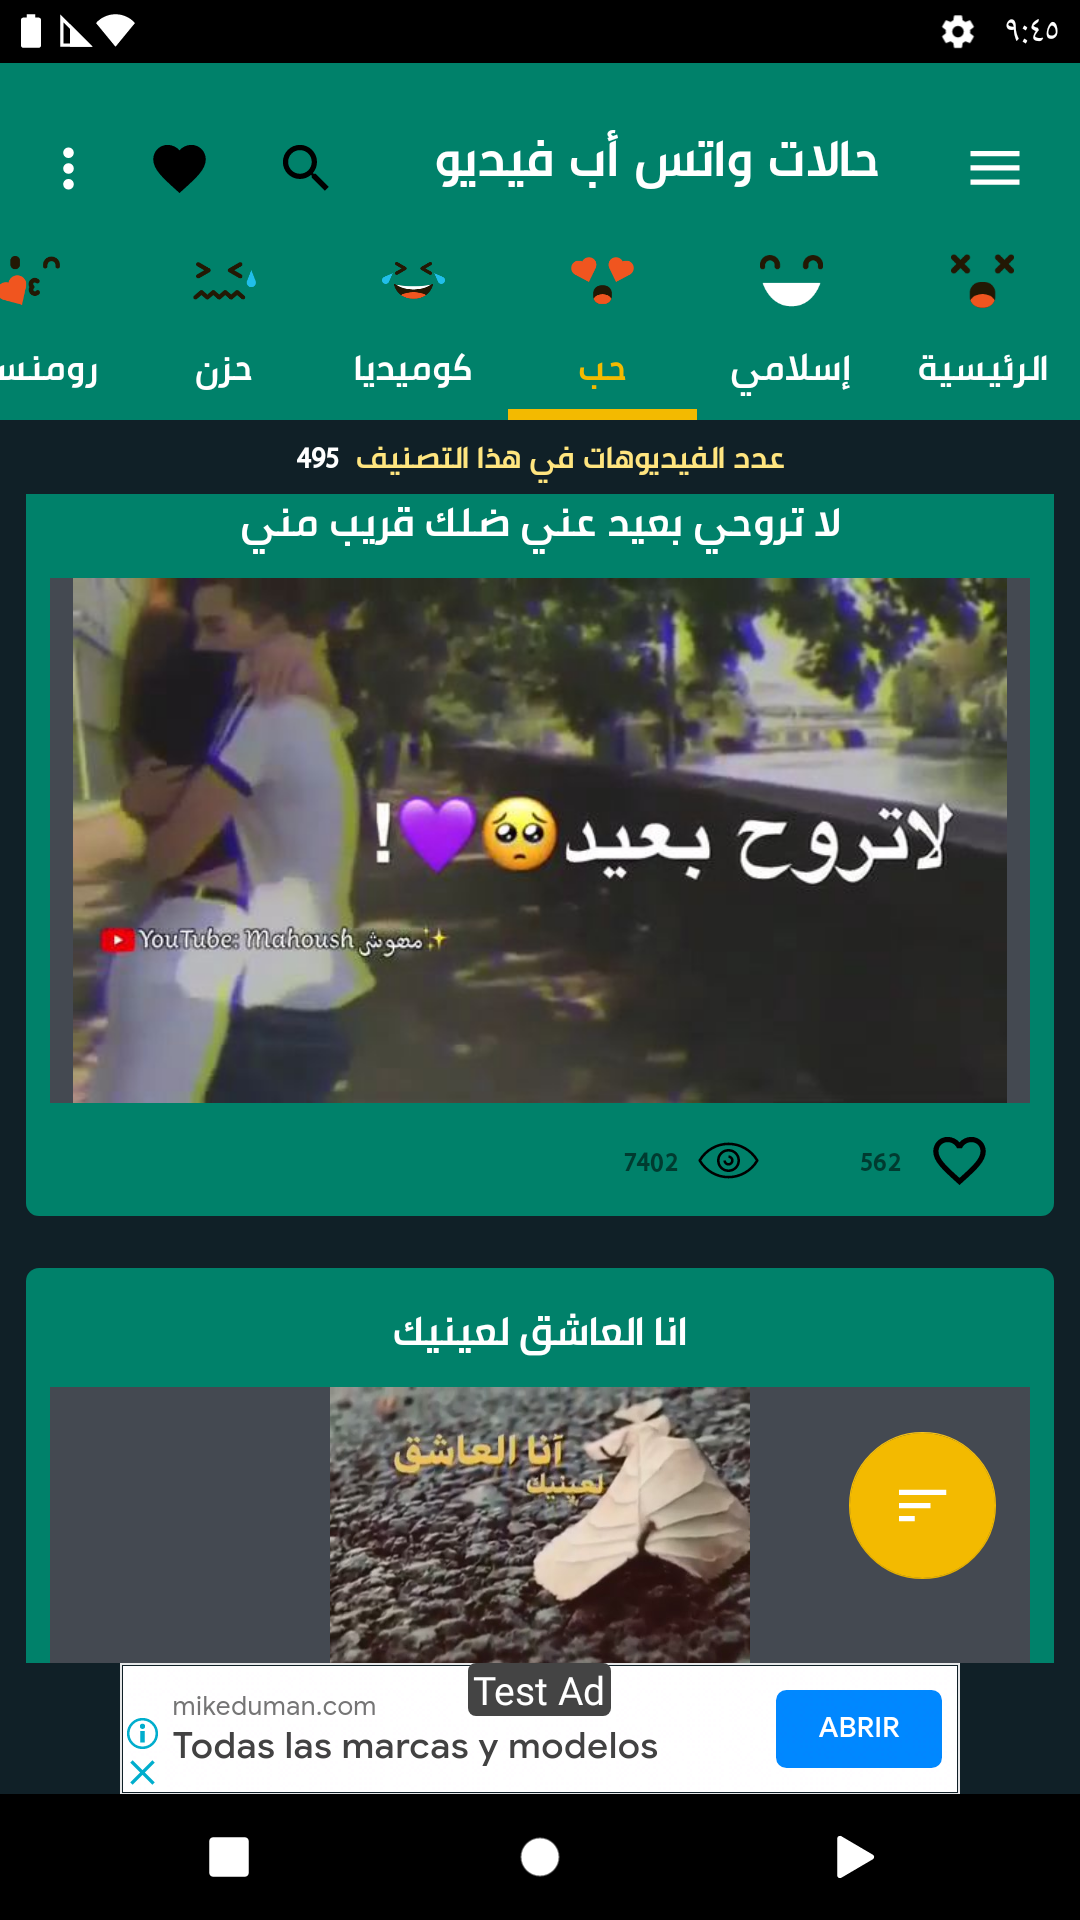 ٩:٤٥
حالات واتس أب فيديو
الرئيسية
إسلامي
حب
كوميديا
حزن
رومنس
عدد الفيديوهات في هذا التصنيف 495
لا تروحي بعيد عني ضلك قريب مني
لاتروح بعيد🥺💜!
YouTube: Mahoush مهوش✨
562
7402
انا العاشق لعينيك
آنا العاشق
لعينيك
Test Ad
mikeduman.com
Todas las marcas y modelos
ABRIR